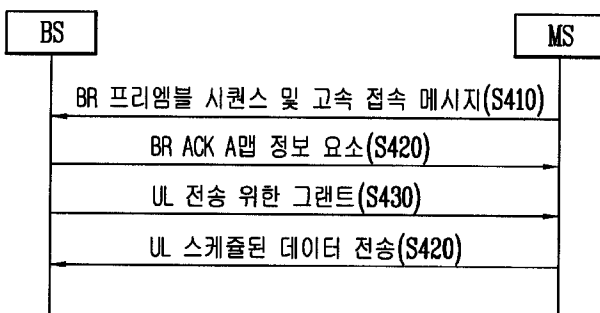 BS
MS
BR 프리엠블 시퀀스 및 고속 접속 메시지(S410)
BR ACK A맵 정보 요소(S420)
UL 전송 위한 그랜트(S430)
UL 스케쥴된 데이터 전송(S420)